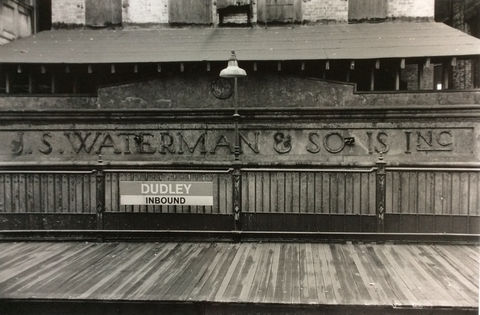 J.S. WATERMAN & SONS INC
DUDLEY
INBOUND